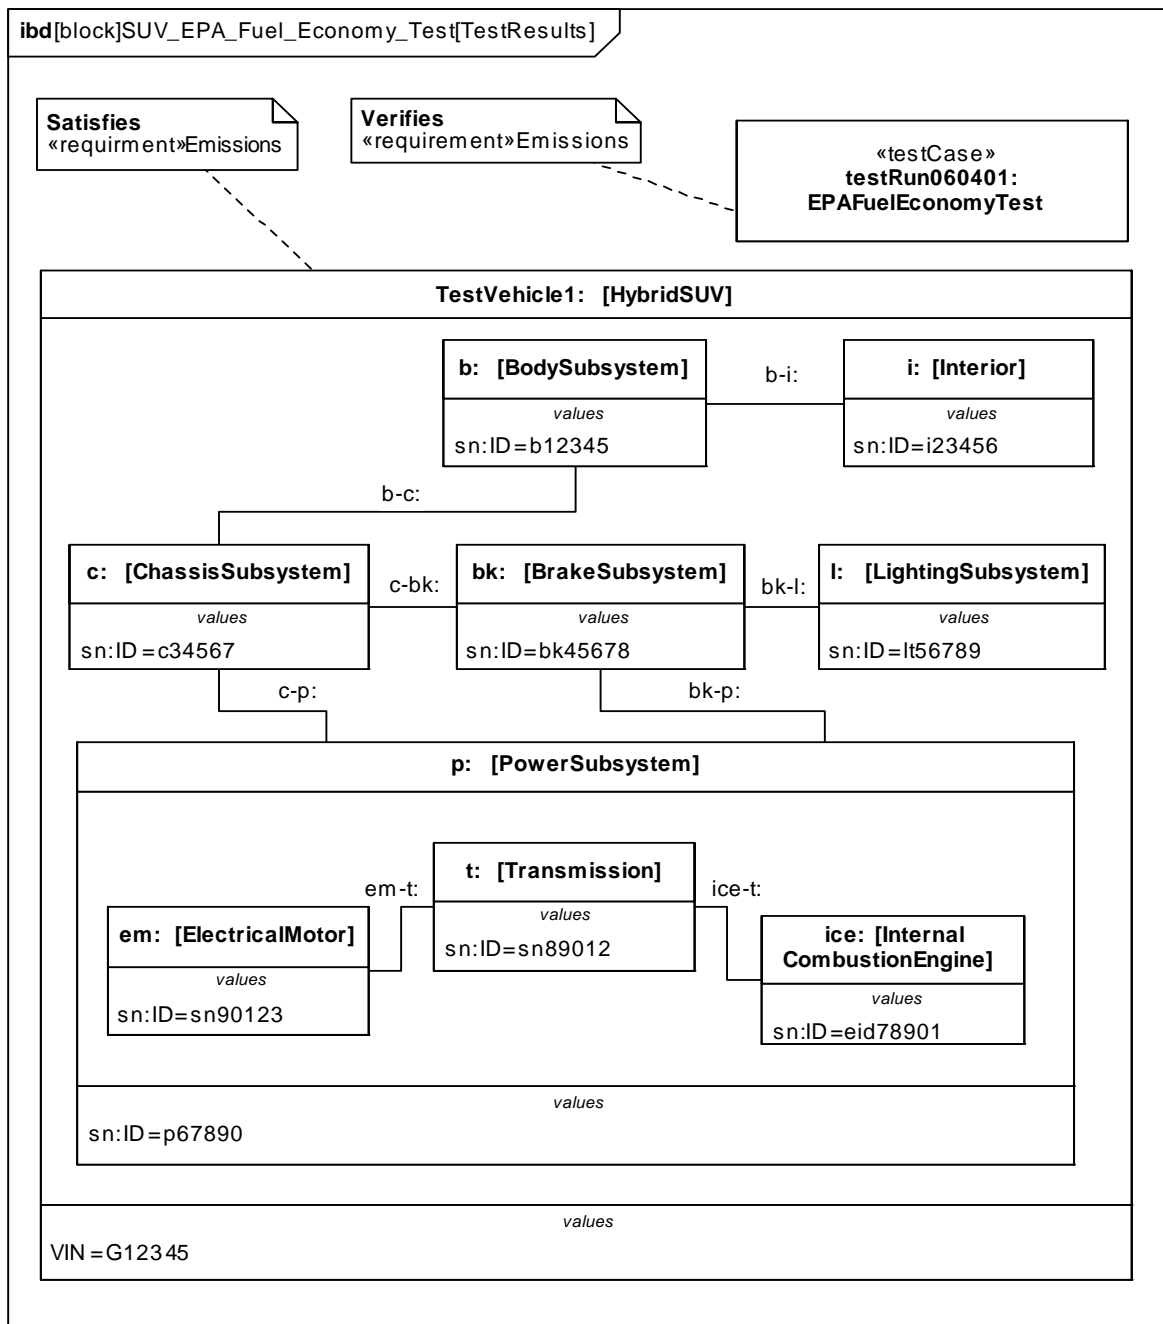 ibd[block]SUV_EPA_Fuel_Economy_Test[TestResults]
Satisfies
«requirment»Emissions
Verifies
«requirement»Emissions
«testCase»
testRun060401:
EPAFuelEconomyTest
TestVehicle1: [HybridSUV]
b: [BodySubsystem]
values
sn:ID=b12345
b-i:
i: [Interior]
values
sn:ID=i23456
b-c:
c: [ChassisSubsystem]
values
sn:ID=c34567
c-bk:
bk: [BrakeSubsystem]
values
sn:ID=bk45678
bk-l:
l: [LightingSubsystem]
values
sn:ID=lt56789
c-p:
bk-p:
p: [PowerSubsystem]
em: [ElectricalMotor]
values
sn:ID=sn90123
em-t:
t: [Transmission]
values
sn:ID=sn89012
ice-t:
ice: [Internal
CombustionEngine]
values
sn:ID=eid78901
values
sn:ID=p67890
values
VIN=G12345